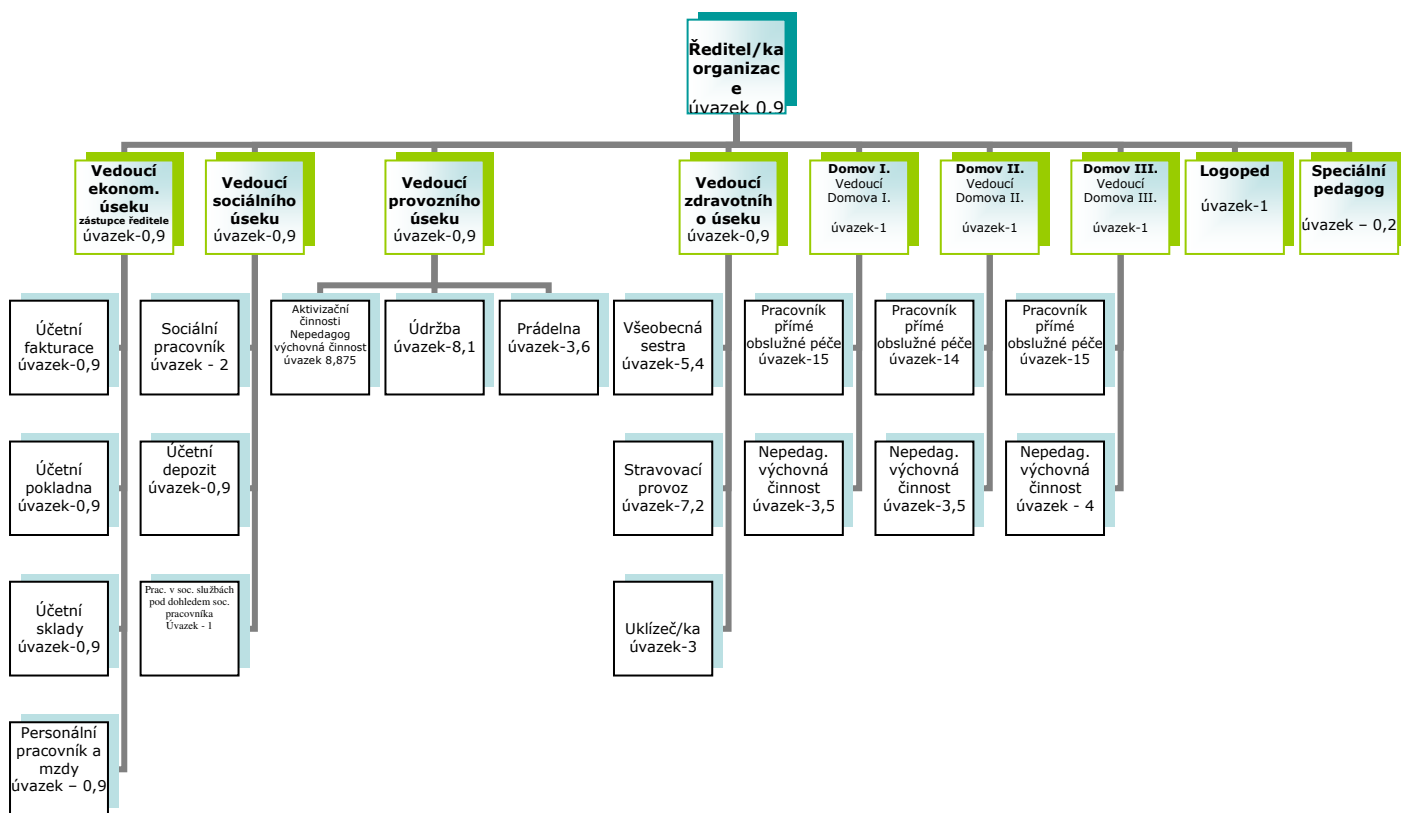 Ředitel/ka
organizac
e
úvazek 0,9
Vedoucí
ekonom.
úseku
zástupce ředitele
úvazek-0,9
Vedoucí
sociálního
úseku
úvazek-0,9
Vedoucí
provozního
úseku
úvazek-0,9
Vedoucí
zdravotníh
o úseku
úvazek-0,9
Domov I.
Vedoucí
Domova I.
úvazek-1
Domov II.
Vedoucí
Domova II.
úvazek-1
Domov III.
Vedoucí
Domova III.
úvazek-1
Logoped
úvazek-1
Speciální
pedagog
úvazek – 0,2
Účetní
fakturace
úvazek-0,9
Sociální
pracovník
úvazek - 2
Aktivizační
činnosti
Nepedagog
výchovná činnost
úvazek 8,875
Údržba
úvazek-8,1
Prádelna
úvazek-3,6
Všeobecná
sestra
úvazek-5,4
Pracovník
přímé
obslužné péče
úvazek-15
Pracovník
přímé
obslužné péče
úvazek-14
Pracovník
přímé
obslužné péče
úvazek-15
Účetní
pokladna
úvazek-0,9
Účetní
depozit
úvazek-0,9
Stravovací
provoz
úvazek-7,2
Nepedag.
výchovná
činnost
úvazek-3,5
Nepedag.
výchovná
činnost
úvazek-3,5
Nepedag.
výchovná
činnost
úvazek - 4
Účetní
sklady
úvazek-0,9
Prac. v soc. službách
pod dohledem soc.
pracovníka
Úvazek - 1
Uklízeč/ka
úvazek-3
Personální
pracovník a
mzdy
úvazek – 0,9